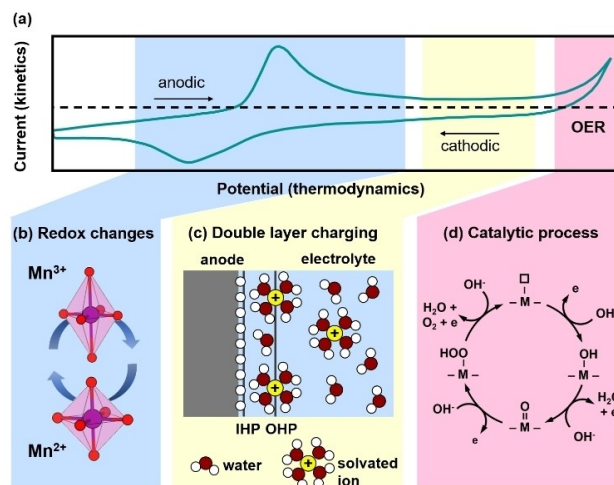 (a)
Current (kinetics)
anodic
cathodic
OER
Potential (thermodynamics)
(b) Redox changes
Mn³⁺
Mn²⁺
(c) Double layer charging
anode electrolyte
+
+
+
IHP OHP
water
+
solvated
ion
(d) Catalytic process
OH⁻
– M –
e
H₂O +
O₂ + e
OH⁻
HOO
– M –
OH
– M –
OH⁻
H₂O
+ e
O
– M –
e
OH⁻